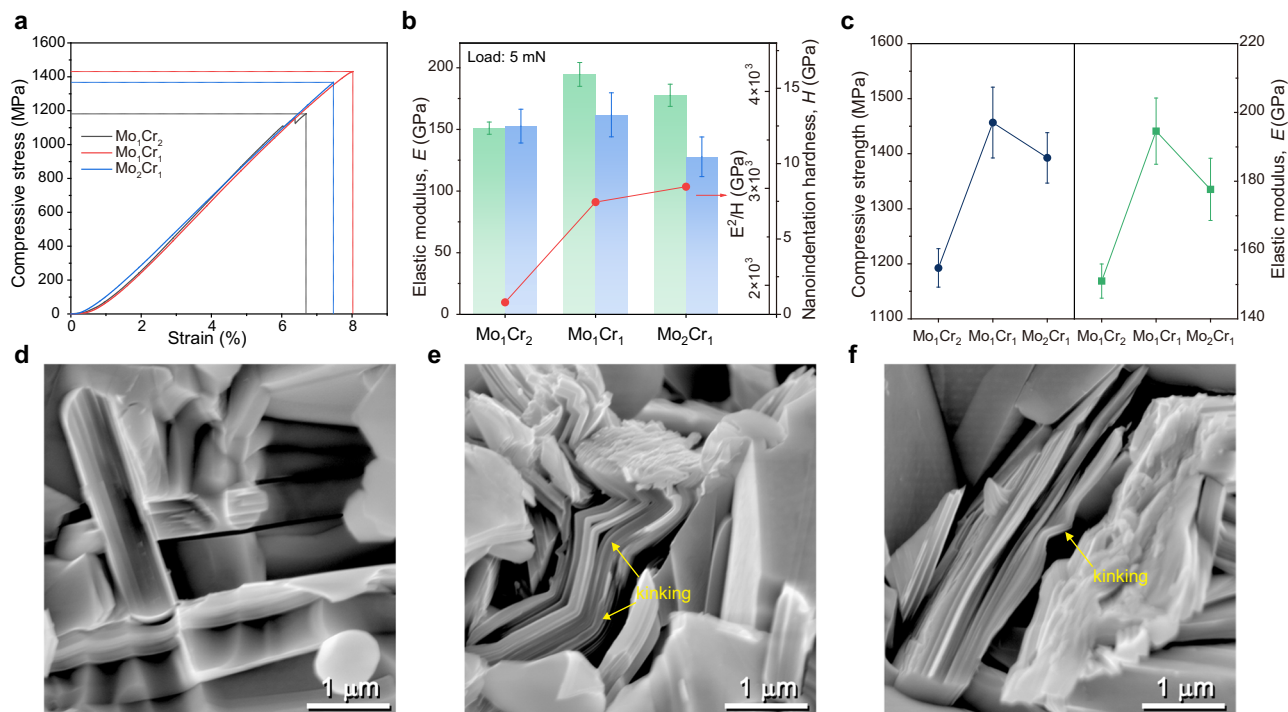 a
1600
1400
1200
1000
800
600
400
200
0
Compressive stress (MPa)
Mo₁Cr₂
Mo₁Cr₁
Mo₂Cr₁
0 2 4 6 8
Strain (%)
b
Load: 5 mN
200
150
100
50
0
Elastic modulus, E (GPa)
Mo₁Cr₂ Mo₁Cr₁ Mo₂Cr₁
4×10³
3×10³
2×10³
E²/H (GPa)
15
10
5
0
Nanoindentation hardness, H (GPa)
c
1600
1500
1400
1300
1200
1100
Compressive strength (MPa)
Mo₁Cr₂ Mo₁Cr₁ Mo₂Cr₁ Mo₁Cr₂ Mo₁Cr₁ Mo₂Cr₁
220
210
200
190
180
170
160
150
140
Elastic modulus, E(GPa)
d
1 μm
e
kinking
1 μm
f
kinking
1 μm